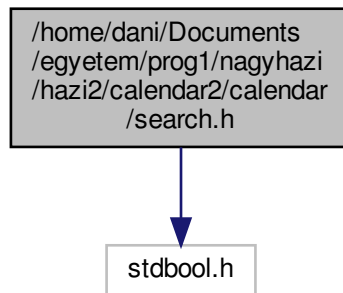 /home/dani/Documents
/egyetem/prog1/nagyhazi
/hazi2/calendar2/calendar
/search.h
stdbool.h